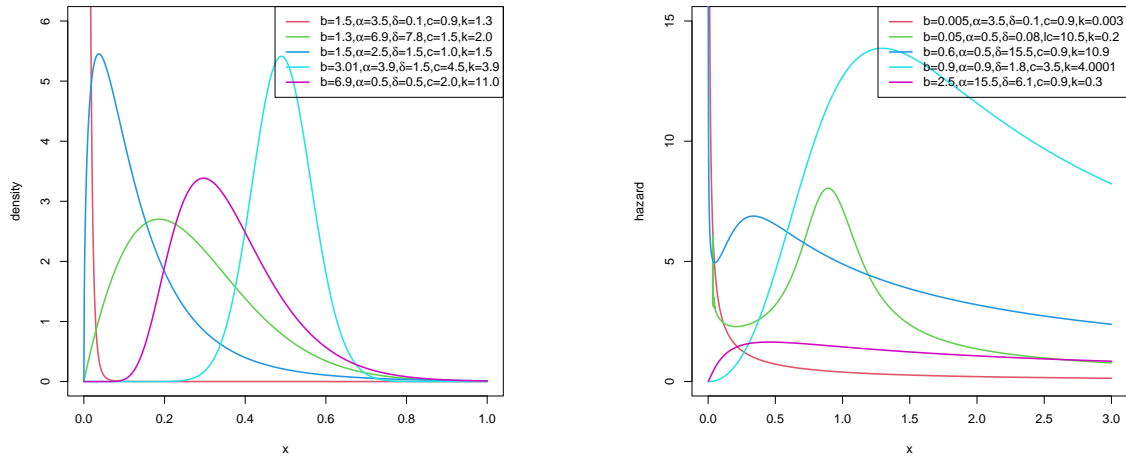 b=1.5,α=3.5,δ=0.1,c=0.9,k=1.3
b=1.3,α=6.9,δ=7.8,c=1.5,k=2.0
b=1.5,α=2.5,δ=1.5,c=1.0,k=1.5
b=3.01,α=3.9,δ=1.5,c=4.5,k=3.9
b=6.9,α=0.5,δ=0.5,c=2.0,k=11.0
6
5
4
3
2
1
0
density
0.0 0.2 0.4 0.6 0.8 1.0
x
b=0.005,α=3.5,δ=0.1,c=0.9,k=0.003
b=0.05,α=0.5,δ=0.08,lc=10.5,k=0.2
b=0.6,α=0.5,δ=15.5,c=0.9,k=10.9
b=0.9,α=0.9,δ=1.8,c=3.5,k=4.0001
b=2.5,α=15.5,δ=6.1,c=0.9,k=0.3
15
10
5
0
hazard
0.0 0.5 1.0 1.5 2.0 2.5 3.0
x